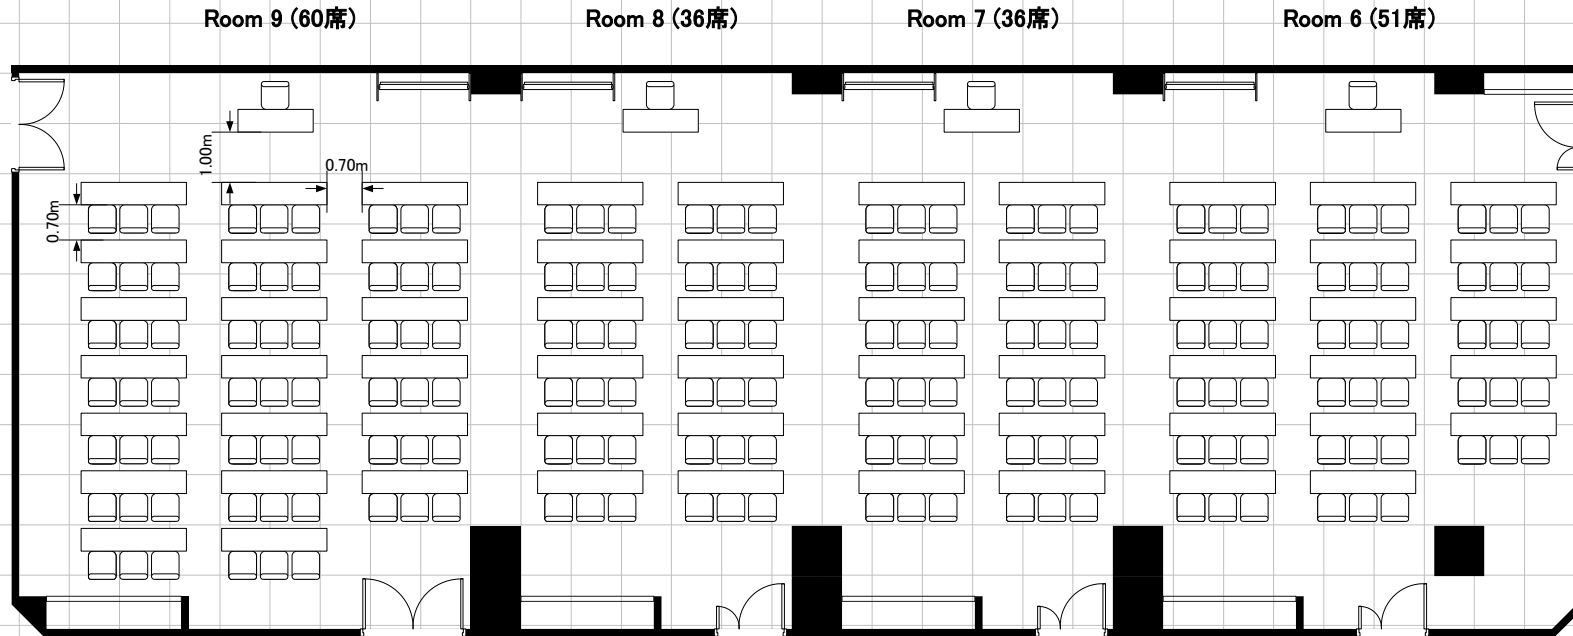 Room 9 (60席)
Room 8 (36席)
Room 7 (36席)
Room 6 (51席)
1.00m
0.70m
0.70m